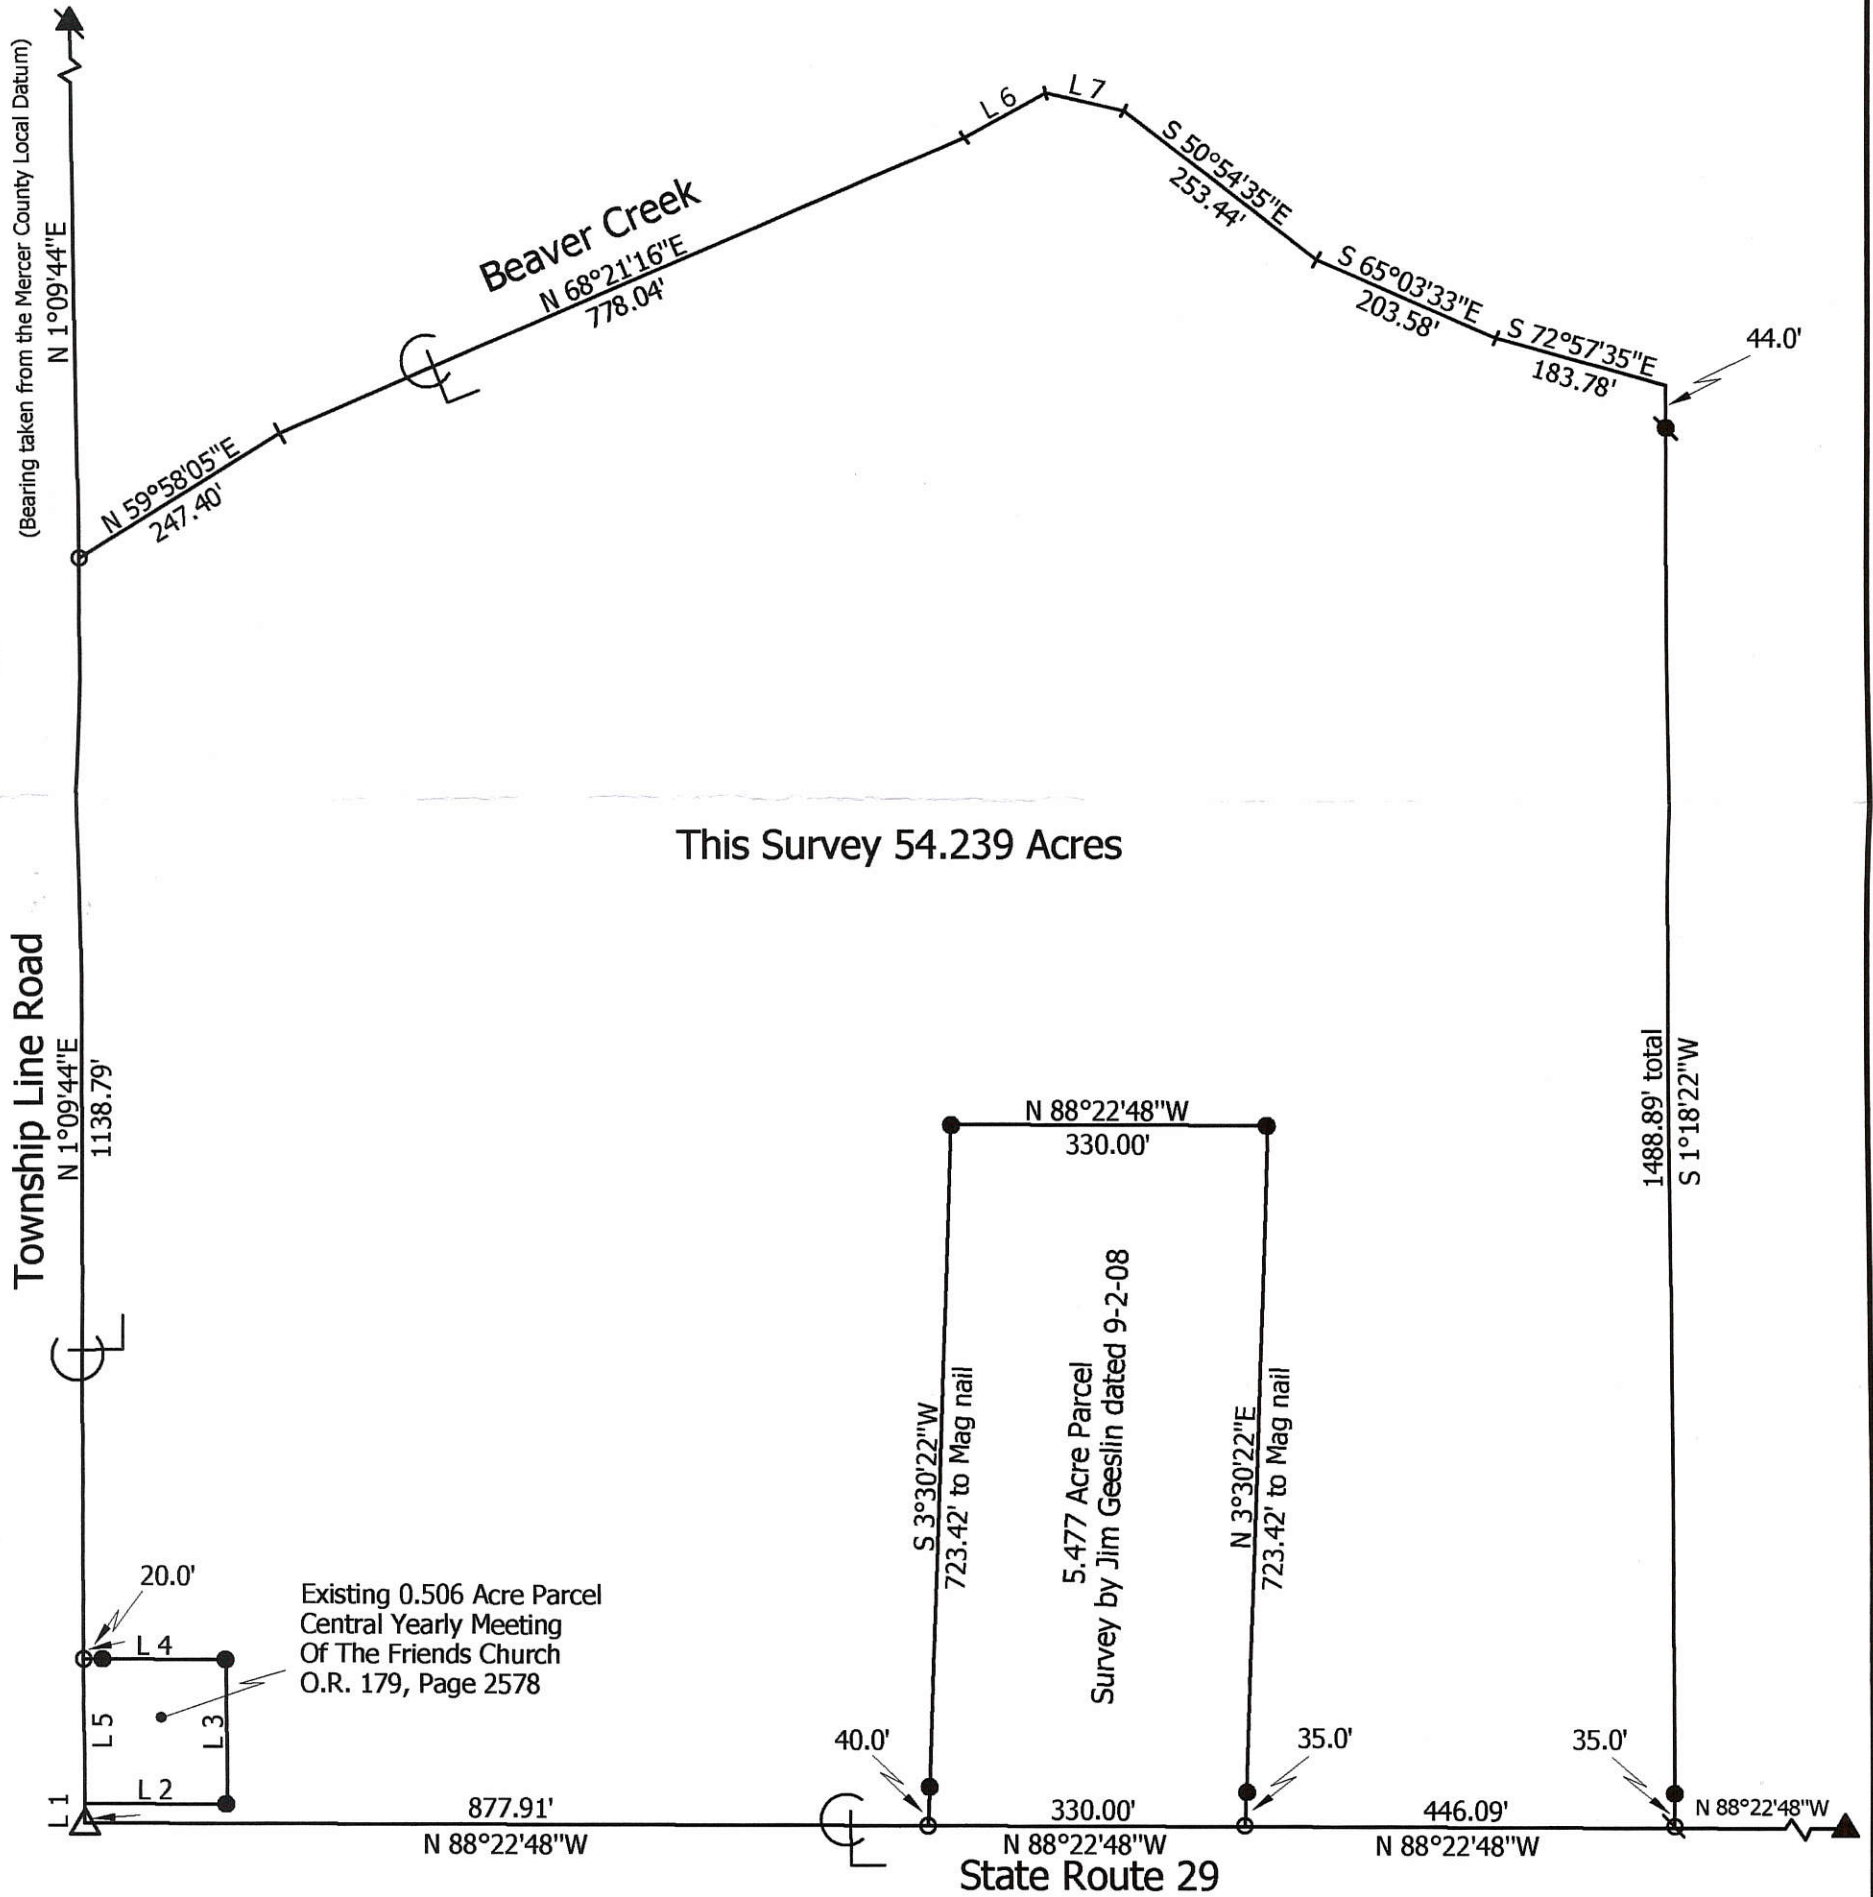 (Bearing taken from the Mercer County Local Datum)
N 1°09'44"E
L 6
L 7
S 50°54'35"E
253.44'
Beaver Creek
N 68°21'16"E
778.04'
S 65°03'33"E
203.58'
S 72°57'35"E
183.78'
44.0'
N 59°58'05"E
247.40'
This Survey 54.239 Acres
Township Line Road
N 1°09'44"E
1138.79'
1488.89' total
S 1°18'22"W
N 88°22'48"W
330.00'
S 3°30'22"W
723.42' to Mag nail
5.477 Acre Parcel
Survey by Jim Geeslin dated 9-2-08
N 3°30'22"E
723.42' to Mag nail
20.0'
Existing 0.506 Acre Parcel
Central Yearly Meeting
Of The Friends Church
O.R. 179, Page 2578
L 4
L 5
L 3
L 2
L 1
40.0'
35.0'
35.0'
877.91'
N 88°22'48"W
CL
CL
CL
330.00'
N 88°22'48"W
446.09'
N 88°22'48"W
N 88°22'48"W
State Route 29